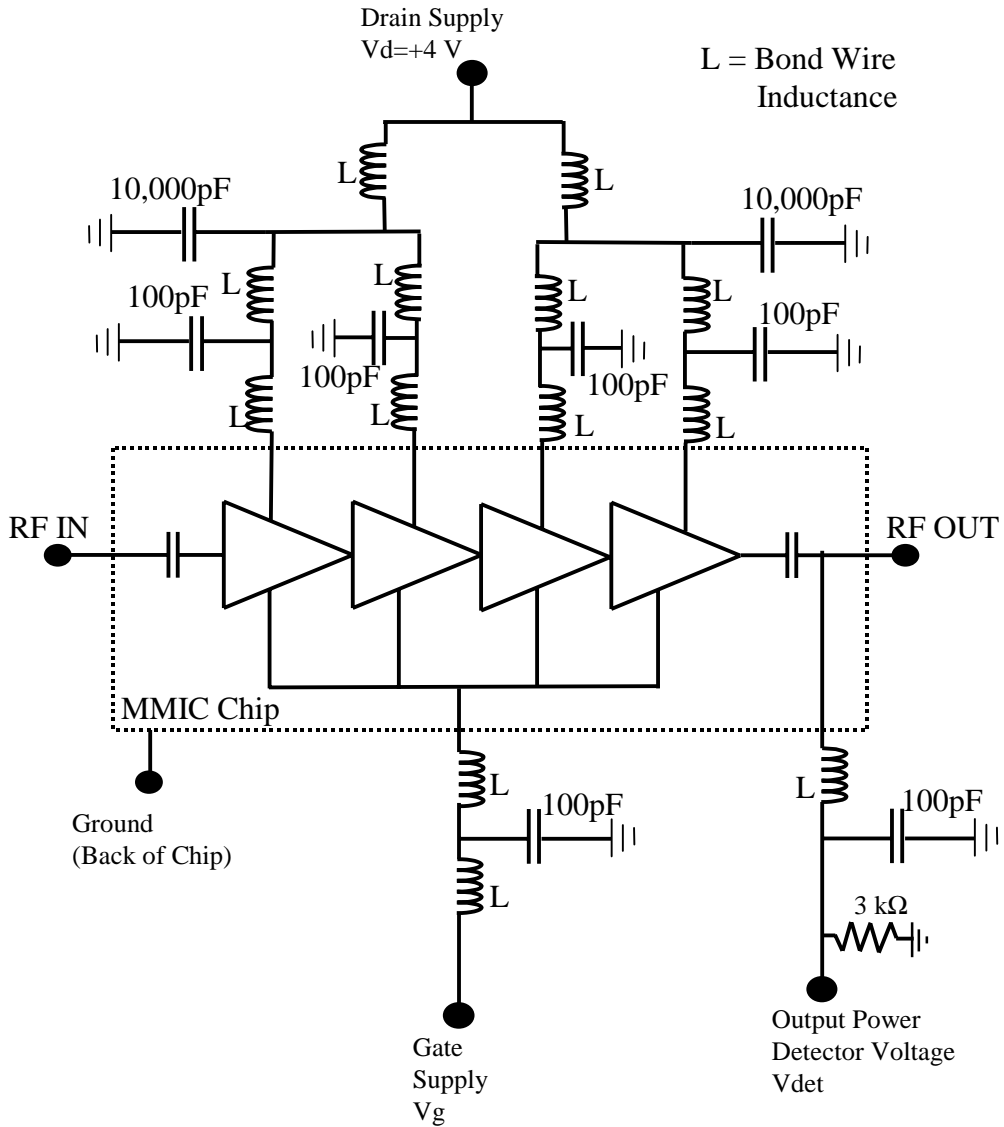 Drain Supply
Vd=+4 V
L = Bond Wire
Inductance
L
L
10,000pF
10,000pF
L
L
L
L
100pF
100pF
100pF
100pF
L
L
L
L
RF IN
RF OUT
MMIC Chip
Ground
(Back of Chip)
L
100pF
L
L
100pF
3 kΩ
Gate
Supply
Vg
Output Power
Detector Voltage
Vdet